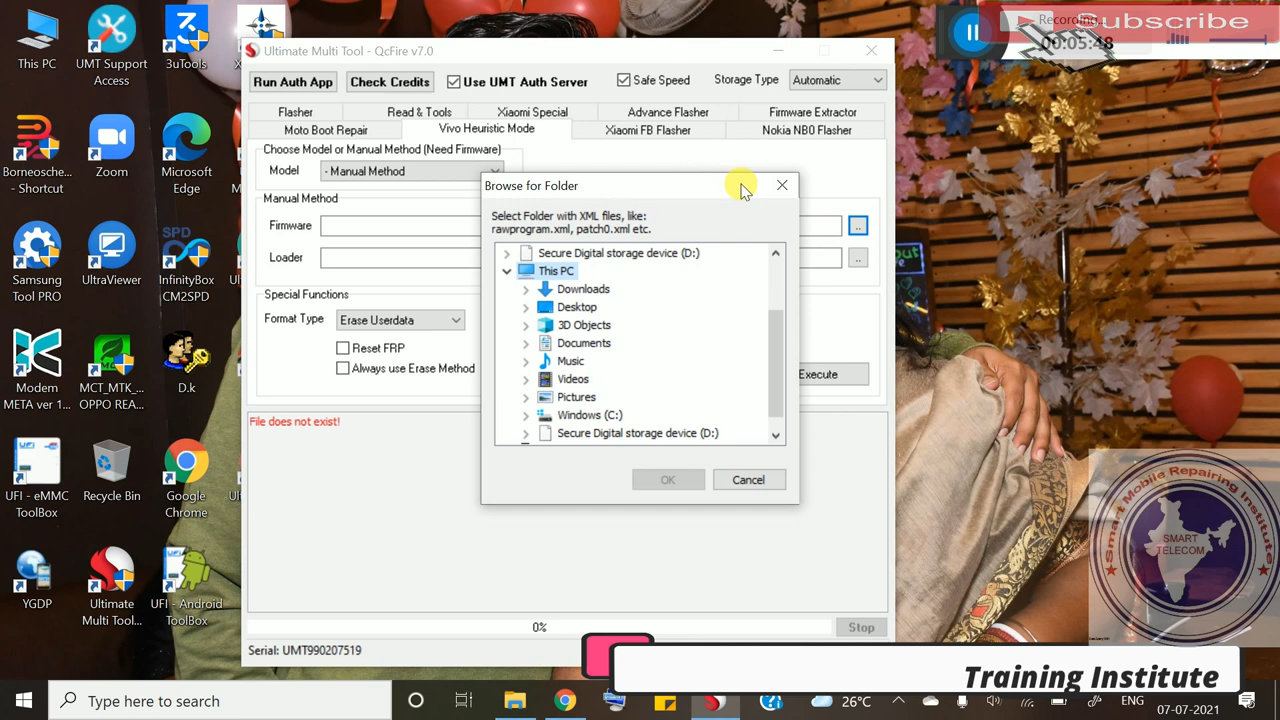 This PC
UMT Support
Access
3uTools
Borneosche...
- Shortcut
Zoom
Microsoft
Edge
Samsung
Tool PRO
UltraViewer
SPD
InfinityBox
CM2SPD
Modem
META ver 1...
MCT_MTK_...
OPPO REA...
D.k
UFI - eMMC
ToolBox
Recycle Bin
Google
Chrome
YGDP
Ultimate
Multi Tool...
UFI - Android
ToolBox
Ultimate Multi Tool - QcFire v7.0
Run Auth App
Check Credits
Use UMT Auth Server
Safe Speed
Storage Type
Automatic
Flasher
Read & Tools
Xiaomi Special
Advance Flasher
Firmware Extractor
Moto Boot Repair
Vivo Heuristic Mode
Xiaomi FB Flasher
Nokia NB0 Flasher
Choose Model or Manual Method (Need Firmware)
Model
- Manual Method
Manual Method
Firmware
..
Loader
..
Special Functions
Format Type
Erase Userdata
Reset FRP
Always use Erase Method
Execute
File does not exist!
0%
Stop
Serial: UMT990207519
Browse for Folder
Select Folder with XML files, like:
rawprogram.xml, patch0.xml etc.
Secure Digital storage device (D:)
This PC
Downloads
Desktop
3D Objects
Documents
Music
Videos
Pictures
Windows (C:)
Secure Digital storage device (D:)
OK
Cancel
Recording...
00:05:48
Subscribe
Smart Mobile Repairing Institute
SMART
TELECOM
Training Institute
Type here to search
26°C
ENG
07-07-2021